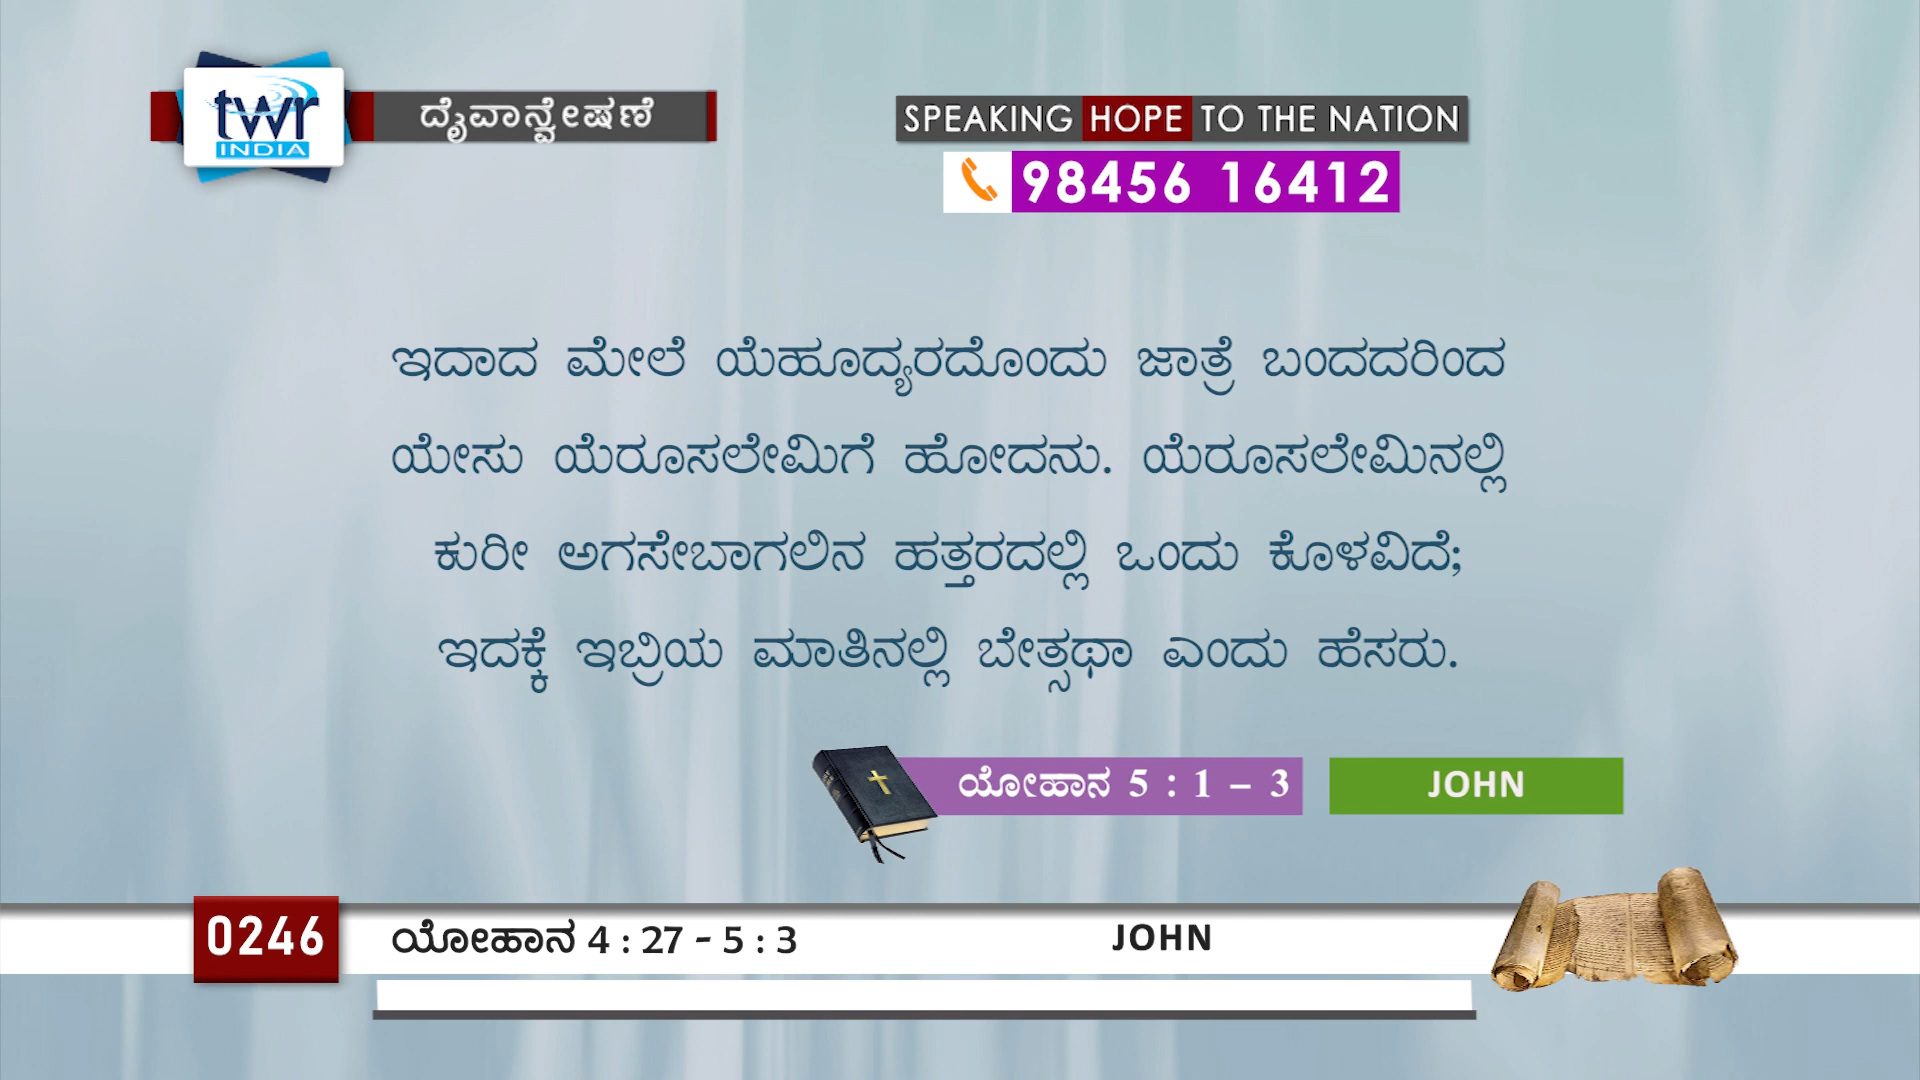 twr
INDIA
ದೈವಾನ್ವೇಷಣೆ
SPEAKING HOPE TO THE NATION
98456 16412
ಇದಾದ ಮೇಲೆ ಯೆಹೂದ್ಯರದೊಂದು ಜಾತ್ರೆ ಬಂದದರಿಂದ
ಯೇಸು ಯೆರೂಸಲೇಮಿಗೆ ಹೋದನು. ಯೆರೂಸಲೇಮಿನಲ್ಲಿ
ಕುರೀ ಅಗಸೇಬಾಗಲಿನ ಹತ್ತರದಲ್ಲಿ ಒಂದು ಕೊಳವಿದೆ;
ಇದಕ್ಕೆ ಇಬ್ರಿಯ ಮಾತಿನಲ್ಲಿ ಬೇತ್ಸಥಾ ಎಂದು ಹೆಸರು.
ಯೋಹಾನ 5 : 1 – 3
JOHN
0246
ಯೋಹಾನ 4 : 27 - 5 : 3
JOHN